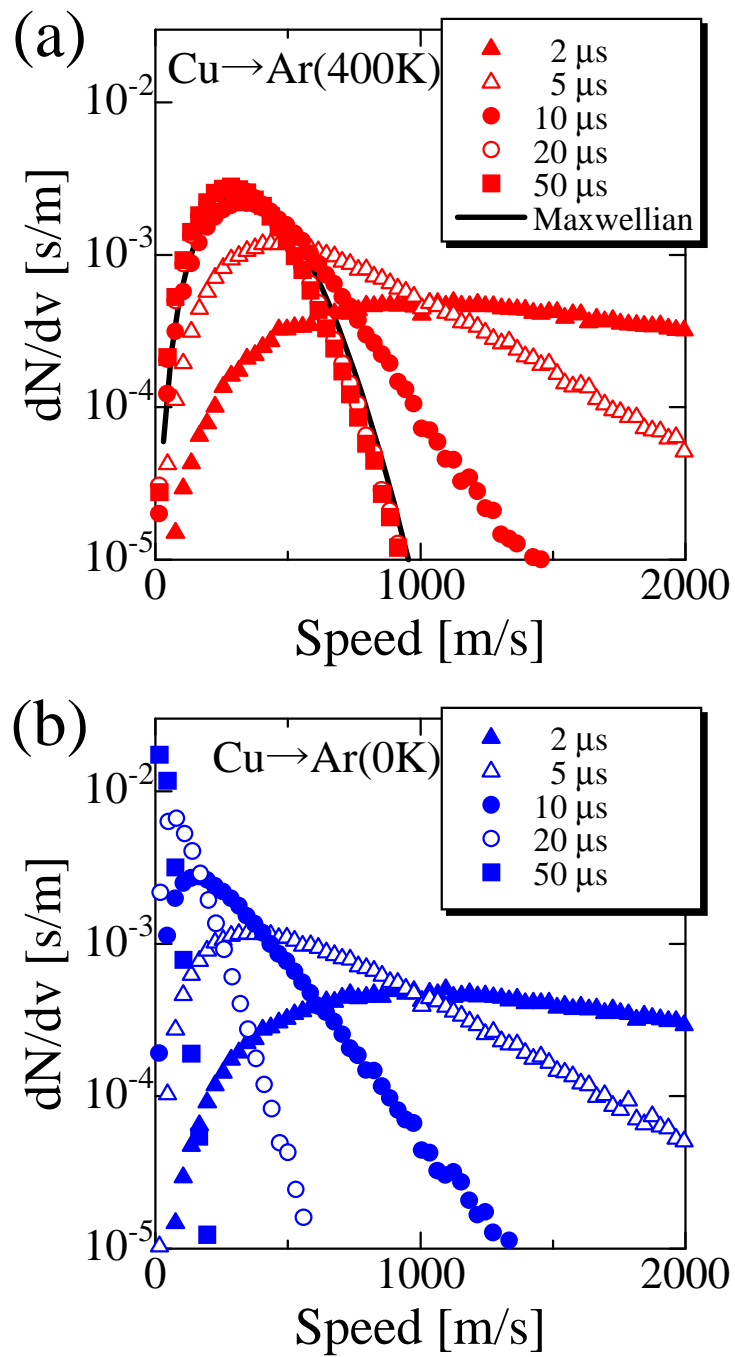 (a)
Cu→Ar(400K)
2 μs
5 μs
10 μs
20 μs
50 μs
Maxwellian
dN/dv [s/m]
10-2
10-3
10-4
10-5
0
1000
2000
Speed [m/s]
(b)
Cu→Ar(0K)
2 μs
5 μs
10 μs
20 μs
50 μs
dN/dv [s/m]
10-2
10-3
10-4
10-5
0
1000
2000
Speed [m/s]